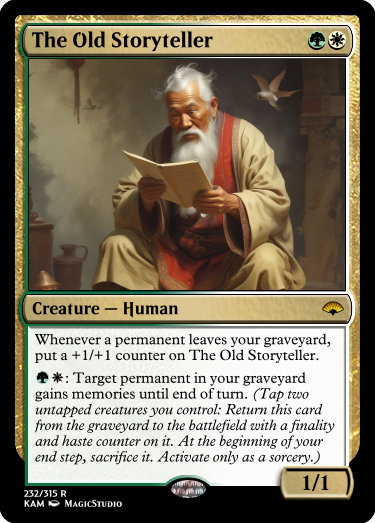 The Old Storyteller
Creature — Human
Whenever a permanent leaves your graveyard,
put a +1/+1 counter on The Old Storyteller.
: Target permanent in your graveyard
gains memories until end of turn. (Tap two
untapped creatures you control: Return this
card from the graveyard to the
battlefield with a finality
and haste counter on it. At the beginning of your
end step, sacrifice it. Activate only as a sorcery.)
1/1
232/315 R
KAM MagicStudio